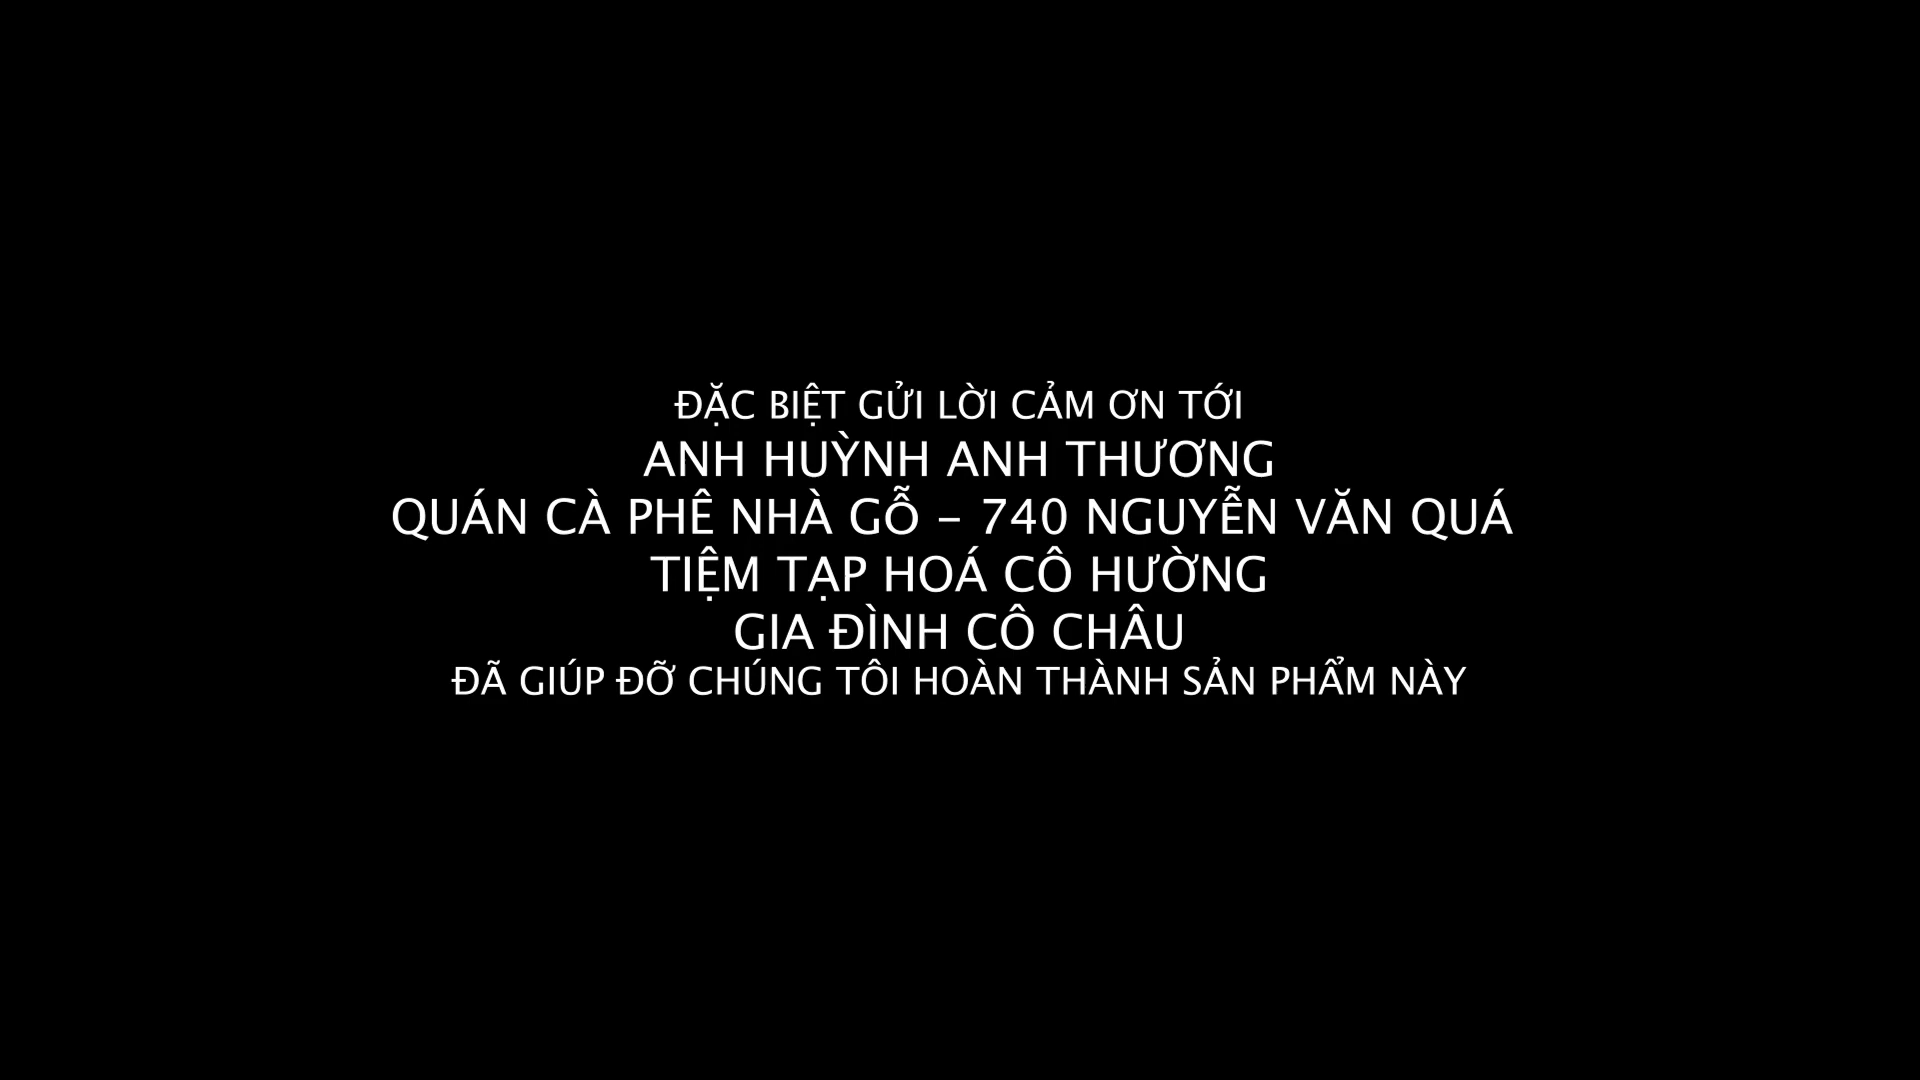 ĐẶC BIỆT GỬI LỜI CẢM ƠN TỚI
ANH HUỲNH ANH THƯƠNG
QUÁN CÀ PHÊ NHÀ GỖ – 740 NGUYỄN VĂN QUÁ
TIỆM TẠP HOÁ CÔ HƯỜNG
GIA ĐÌNH CÔ CHÂU
ĐÃ GIÚP ĐỠ CHÚNG TÔI HOÀN THÀNH SẢN PHẨM NÀY